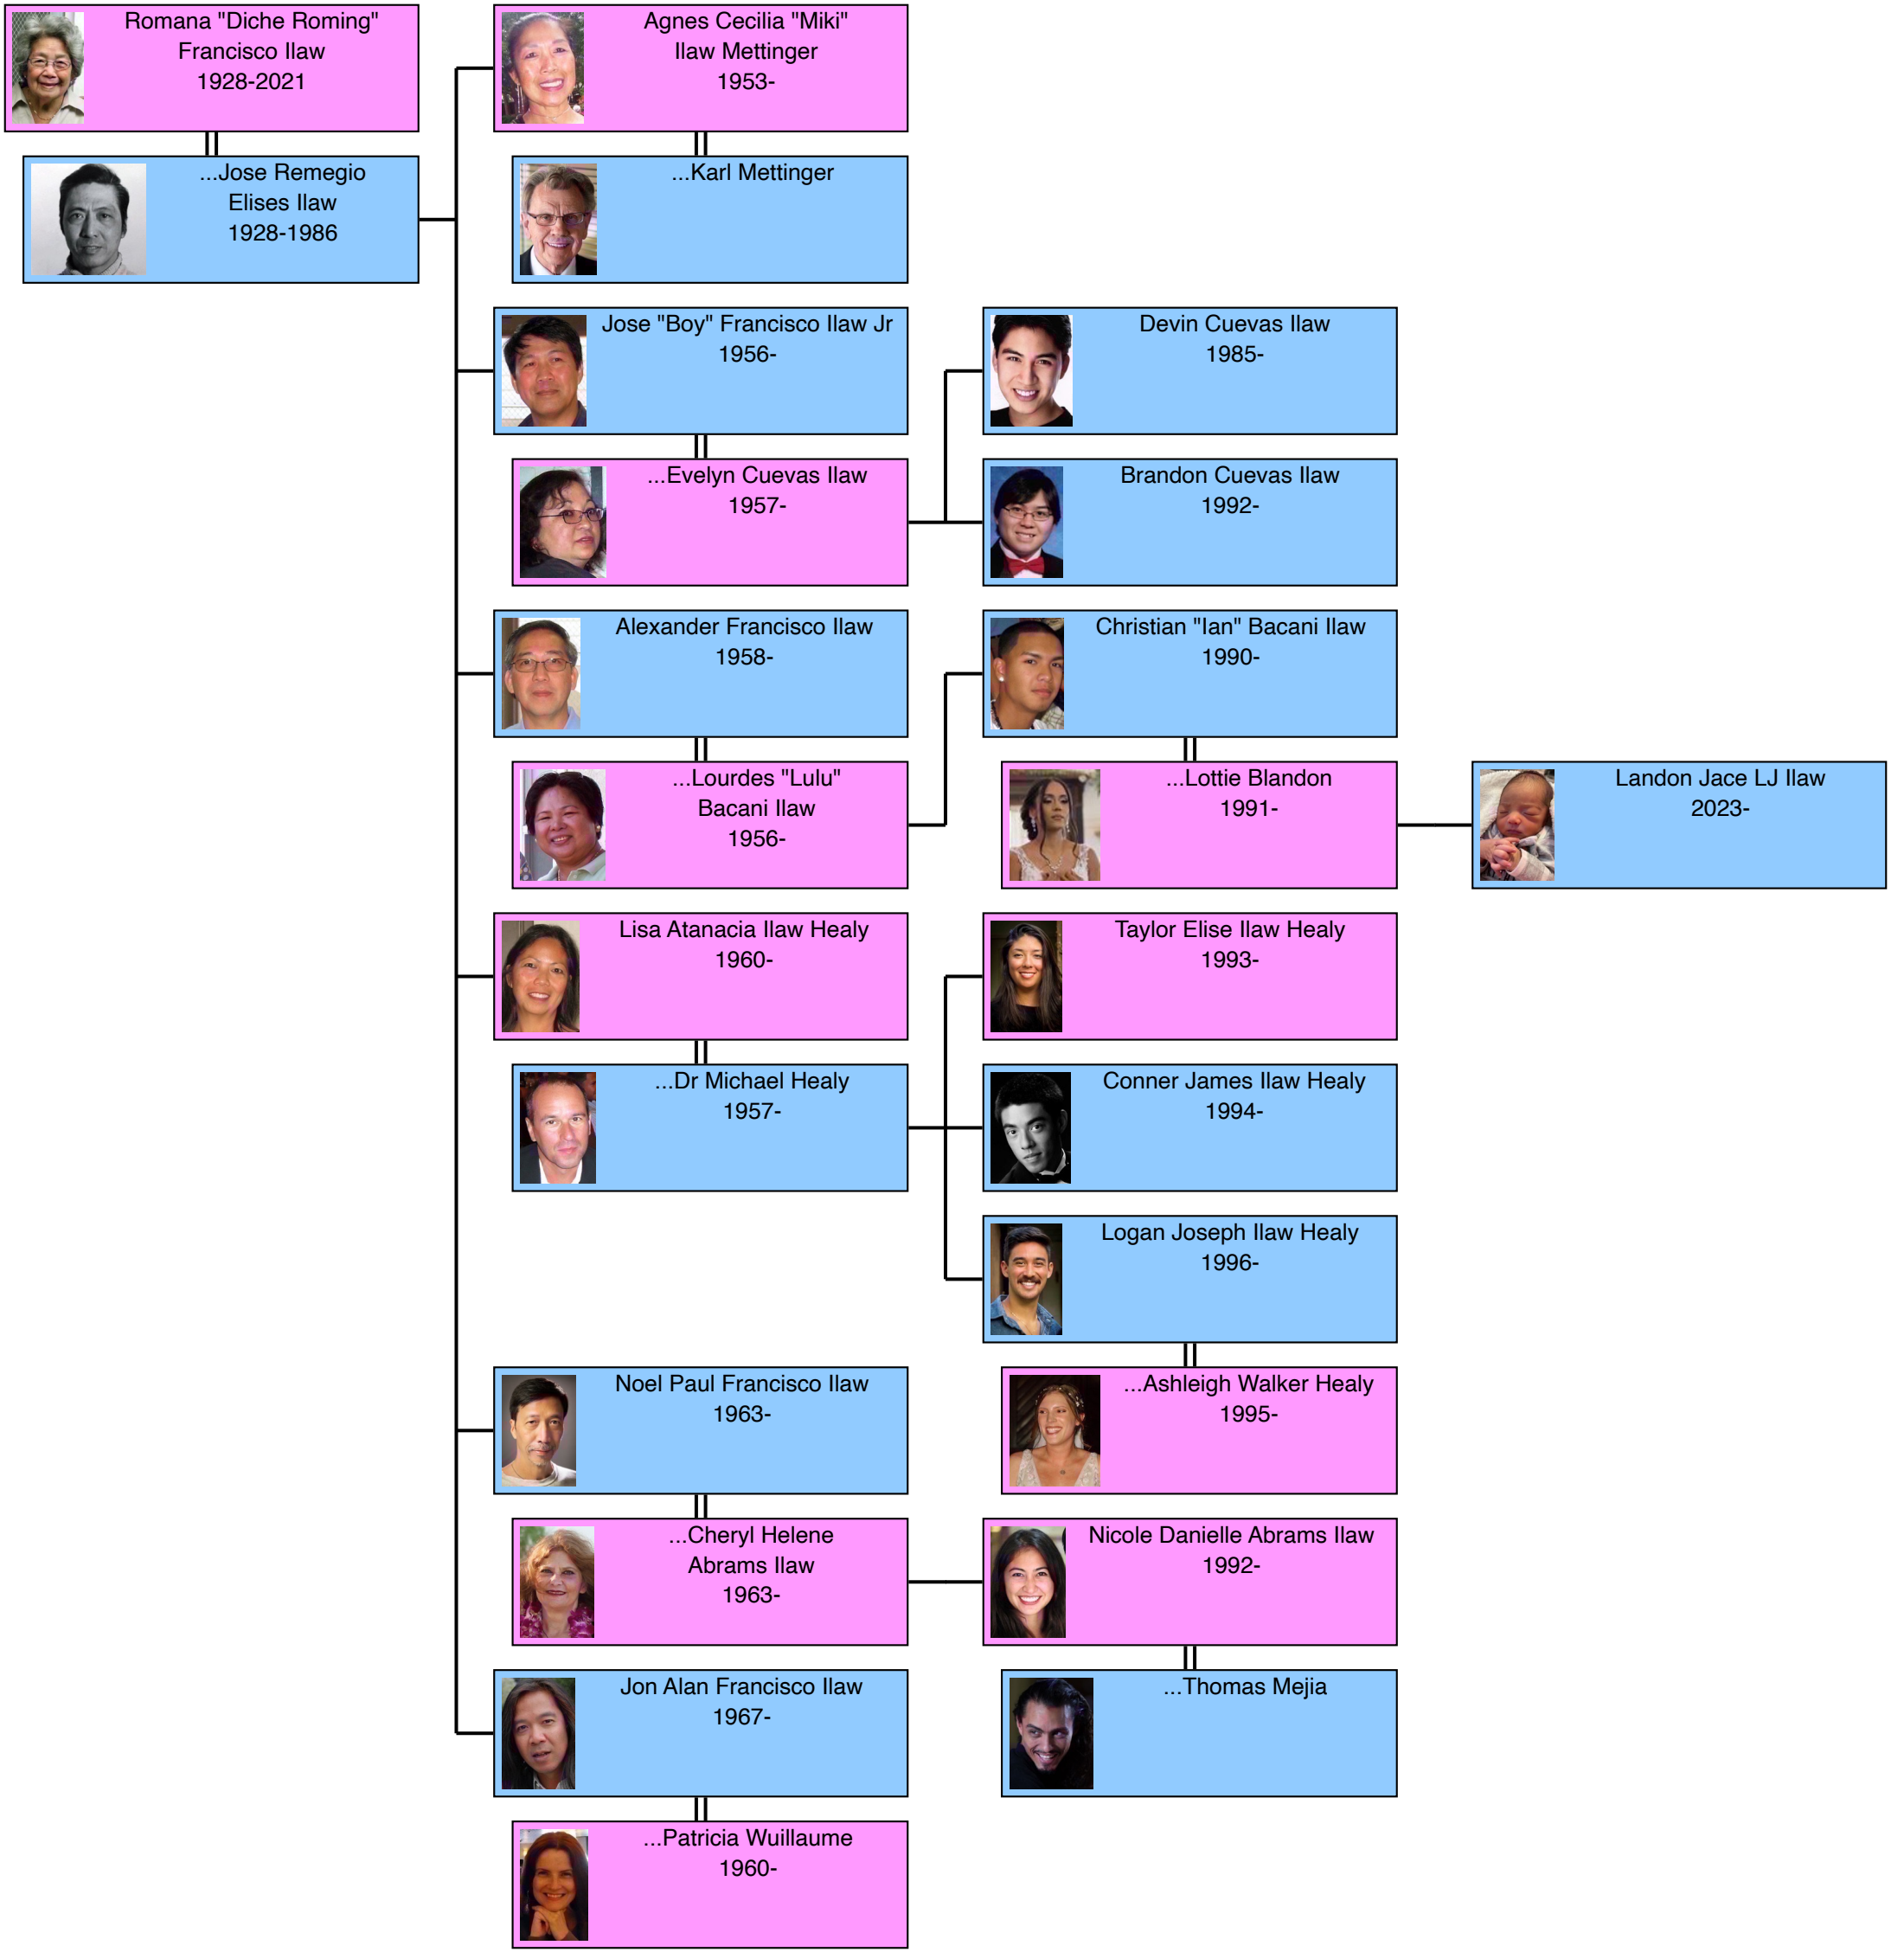 Romana "Diche Roming"
Francisco Ilaw
1928-2021
...Jose Remegio
Elises Ilaw
1928-1986
Agnes Cecilia "Miki"
Ilaw Mettinger
1953-
...Karl Mettinger
Jose "Boy" Francisco Ilaw Jr
1956-
...Evelyn Cuevas Ilaw
1957-
Devin Cuevas Ilaw
1985-
Brandon Cuevas Ilaw
1992-
Alexander Francisco Ilaw
1958-
...Lourdes "Lulu"
Bacani Ilaw
1956-
Christian "Ian" Bacani Ilaw
1990-
...Lottie Blandon
1991-
Landon Jace LJ Ilaw
2023-
Lisa Atanacia Ilaw Healy
1960-
...Dr Michael Healy
1957-
Taylor Elise Ilaw Healy
1993-
Conner James Ilaw Healy
1994-
Logan Joseph Ilaw Healy
1996-
...Ashleigh Walker Healy
1995-
Noel Paul Francisco Ilaw
1963-
...Cheryl Helene
Abrams Ilaw
1963-
Nicole Danielle Abrams Ilaw
1992-
...Thomas Mejia
Jon Alan Francisco Ilaw
1967-
...Patricia Wuillaume
1960-